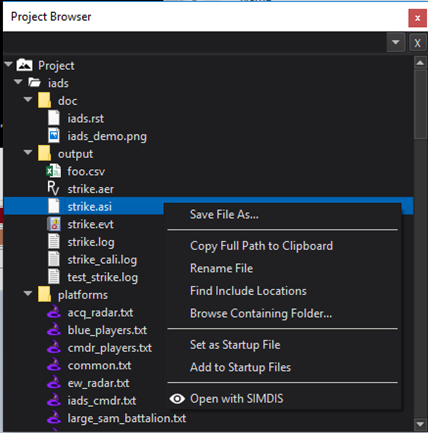 Project Browser
x
X
Project
iads
doc
iads.rst
iads_demo.png
output
foo.csv
strike.aer
strike.asi
strike.evt
strike.log
strike_cali.log
test_strike.log
platforms
acq_radar.txt
blue_players.txt
cmdr_players.txt
common.txt
ew_radar.txt
iads_cmdr.txt
large_sam_battalion.txt
Save File As...
Copy Full Path to Clipboard
Rename File
Find Include Locations
Browse Containing Folder...
Set as Startup File
Add to Startup Files
Open with SIMDIS